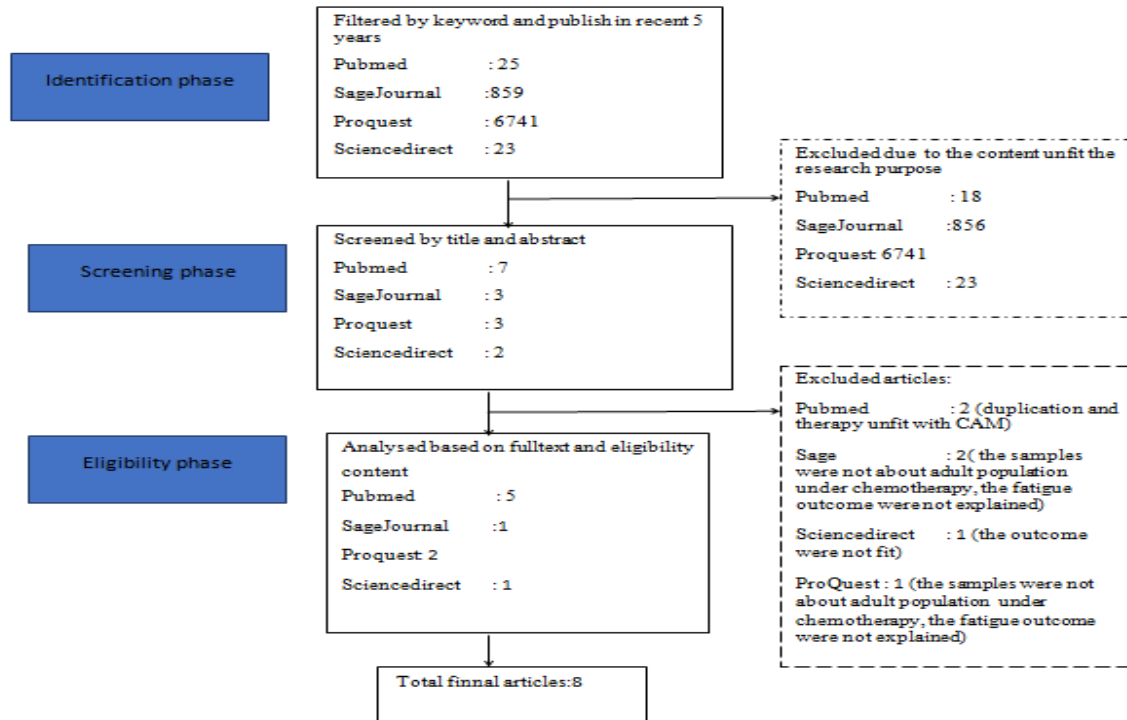 Identification phase
Filtered by keyword and publish in recent 5
years
Pubmed : 25
SageJournal :859
Proquest : 6741
Sciencedirect : 23
Excluded due to the content unfit the
research purpose
Pubmed : 18
SageJournal :856
Proquest: 6741
Sciencedirect : 23
Screening phase
Screened by title and abstract
Pubmed : 7
SageJournal : 3
Proquest : 3
Sciencedirect : 2
Excluded articles:
Pubmed : 2 (duplication and
therapy unfit with CAM)
Sage : 2( the samples
were not about adult population
under chemotherapy, the fatigue
outcome were not explained)
Sciencedirect : 1 (the outcome
were not fit)
ProQuest : 1 (the samples were not
about adult population under
chemotherapy, the fatigue outcome
were not explained)
Eligibility phase
Analysed based on fulltext and eligibility
content
Pubmed : 5
SageJournal :1
Proquest: 2
Sciencedirect : 1
Total finnal articles:8